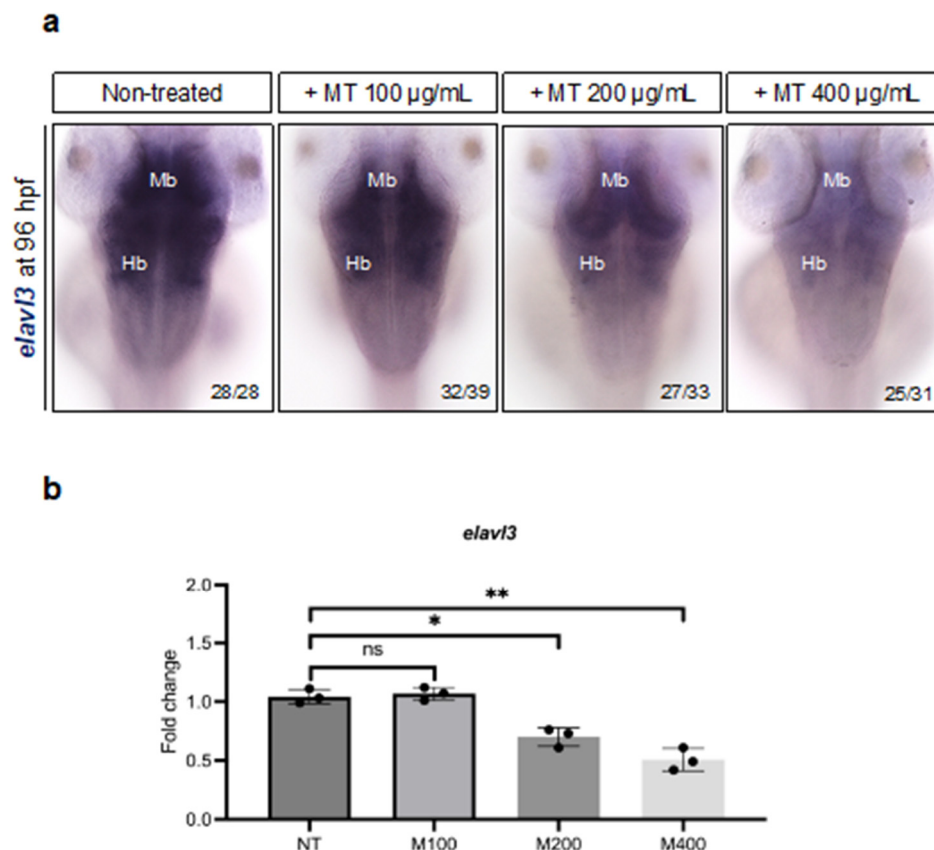 a
Non-treated
+ MT 100 µg/mL
+ MT 200 µg/mL
+ MT 400 µg/mL
elavl3 at 96 hpf
Mb
Hb
28/28
Mb
Hb
32/39
Mb
Hb
27/33
Mb
Hb
25/31
b
elavl3
Fold change
2.0
1.5
1.0
0.5
0.0
**
*
ns
NT
M100
M200
M400